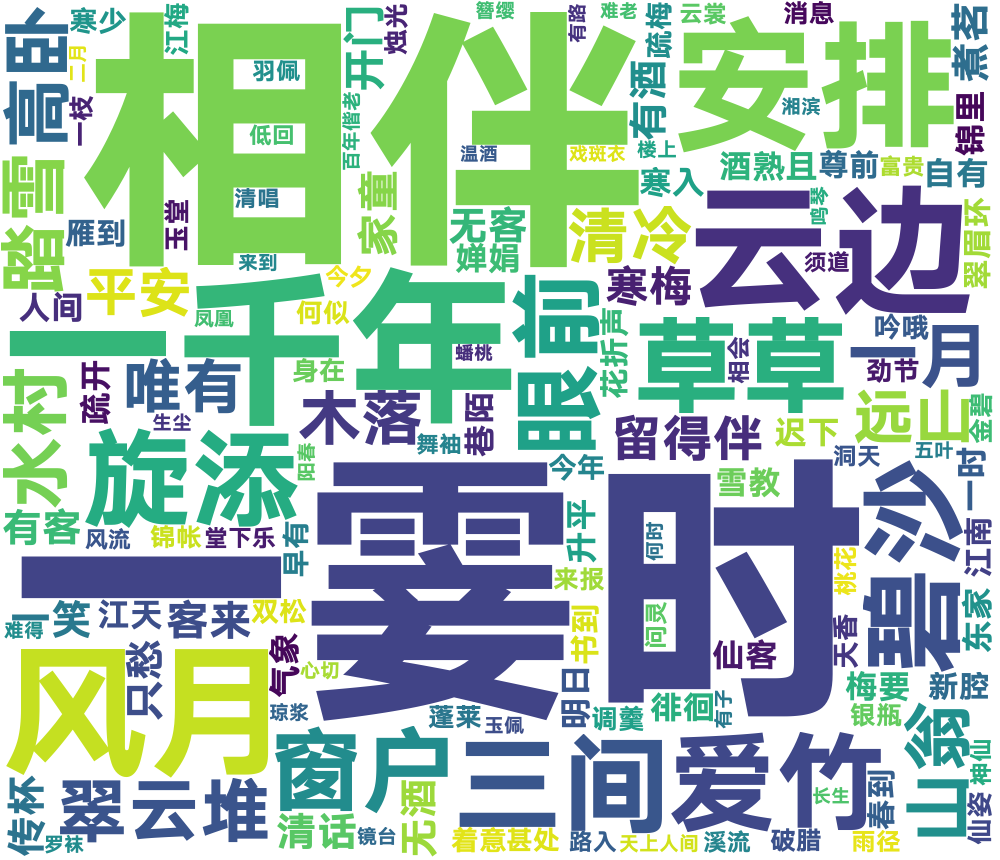 高卧
寒少
江梅
二月
一枝
相伴
羽佩
低回
清唱
来到
开门
烛光
百年偕老
簪缨
有路
难老
疏梅
云裳
消息
煮茗
有酒
安排
湘滨
锦里
温酒
戏斑衣
楼上
酒熟且
尊前
富贵
自有
踏雪
雁到
玉堂
家童
无客
婵娟
清冷
寒入
鸣琴
云边
须道
翠眉环
人间
平安
凤凰
今夕
何似
一千年
眼前
蟠桃
寒梅
花折声
草草
相会
吟哦
劲节
一月
水村
疏开
唯有
生尘
身在
木落
舞袖
巷陌
留得伴
迟下
远山
金碧
旋添
阳春
今年
雪教
洞天
五叶
一时
有客
风流
锦帐
堂下乐
早有
升平
来报
何时
碧沙
江南
一霎时
桃花
难得
一笑
江天
客来
双松
书到
问灵
仙客
天香
东家
风月
只愁
气象
心切
琼浆
蓬莱
玉佩
明日
调羹
徘徊
有子
梅要
银瓶
新腔
传杯
罗袜
翠云堆
窗户
清话
镜台
无酒
三间
着意甚处
路入
天上人间
溪流
爱竹
破腊
长生
春到
雨径
山翁
神仙
仙姿